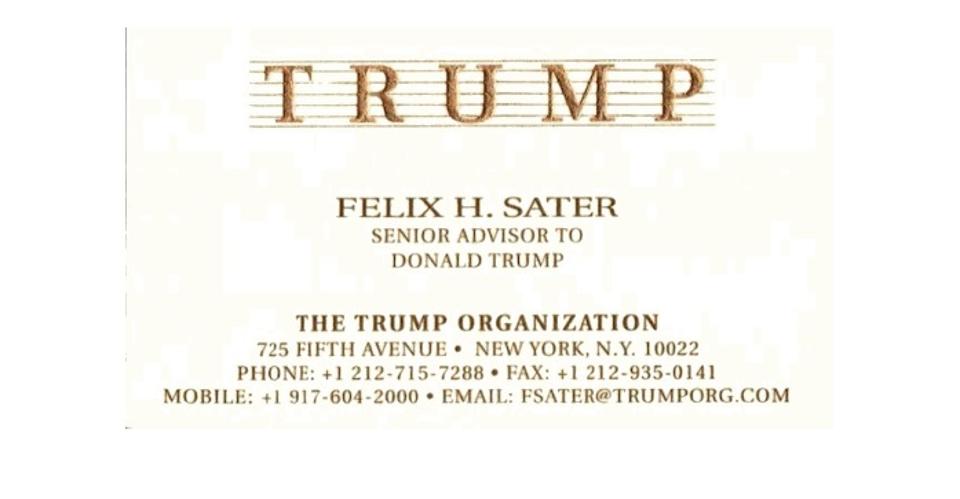 TRUMP
FELIX H. SATER
SENIOR ADVISOR TO
DONALD TRUMP
THE TRUMP ORGANIZATION
725 FIFTH AVENUE • NEW YORK, N.Y. 10022
PHONE: +1 212-715-7288 • FAX: +1 212-935-0141
MOBILE: +1 917-604-2000 • EMAIL: FSATER@TRUMPORG.COM